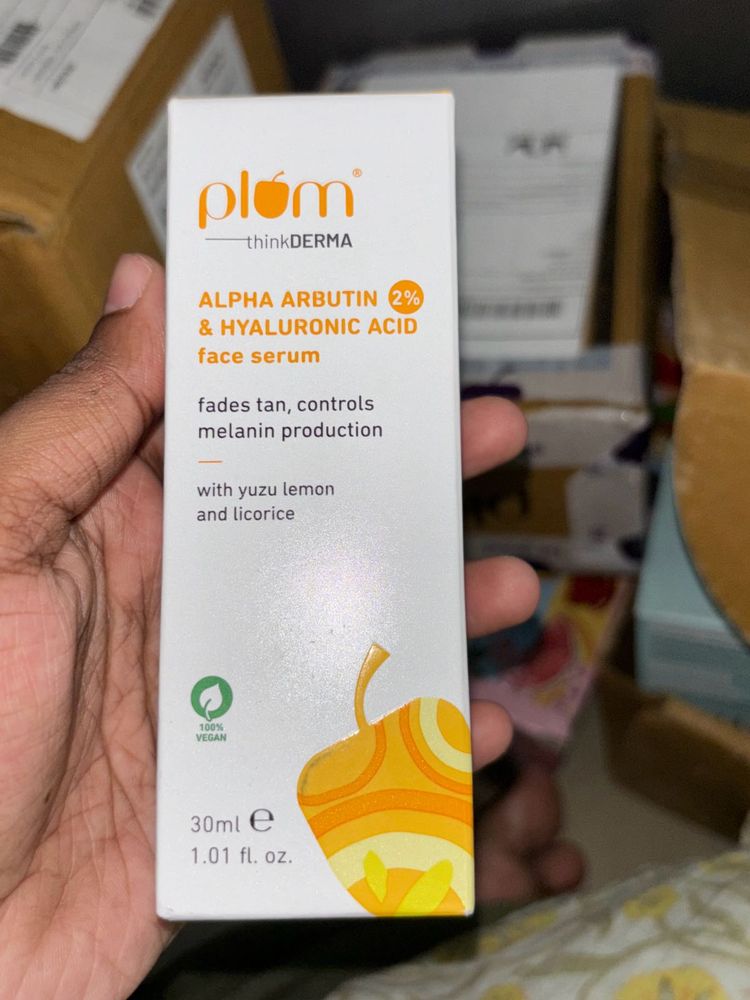 plum®
thinkDERMA
ALPHA ARBUTIN 2%
& HYALURONIC ACID
face serum
fades tan, controls
melanin production
with yuzu lemon
and licorice
100%
VEGAN
30ml ℮
1.01 fl. oz.